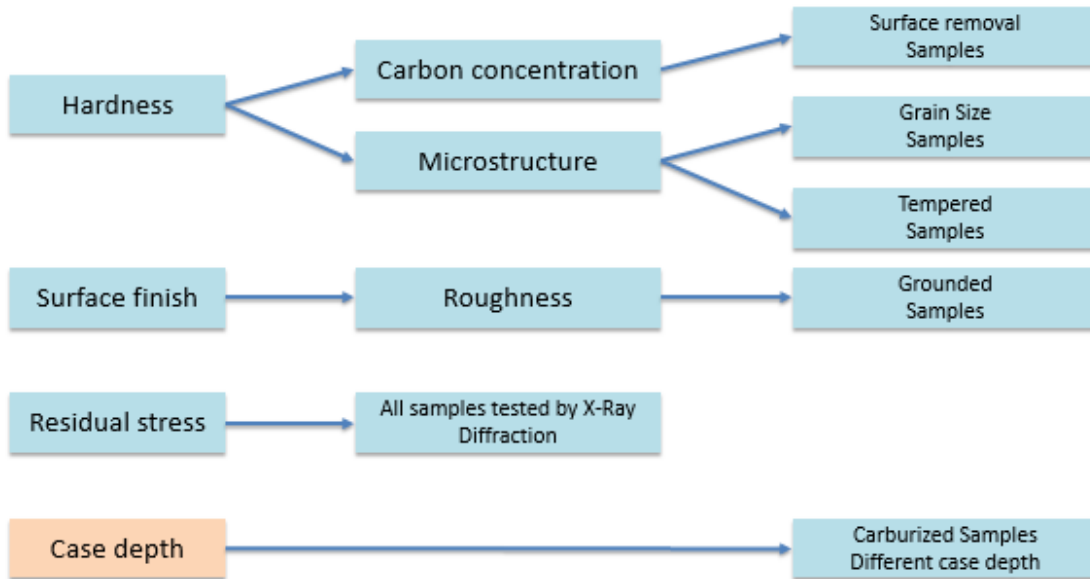 Hardness
Carbon concentration
Surface removal
Samples
Microstructure
Grain Size
Samples
Tempered
Samples
Surface finish
Roughness
Grounded
Samples
Residual stress
All samples tested by X-Ray
Diffraction
Case depth
Carburized Samples
Different case depth